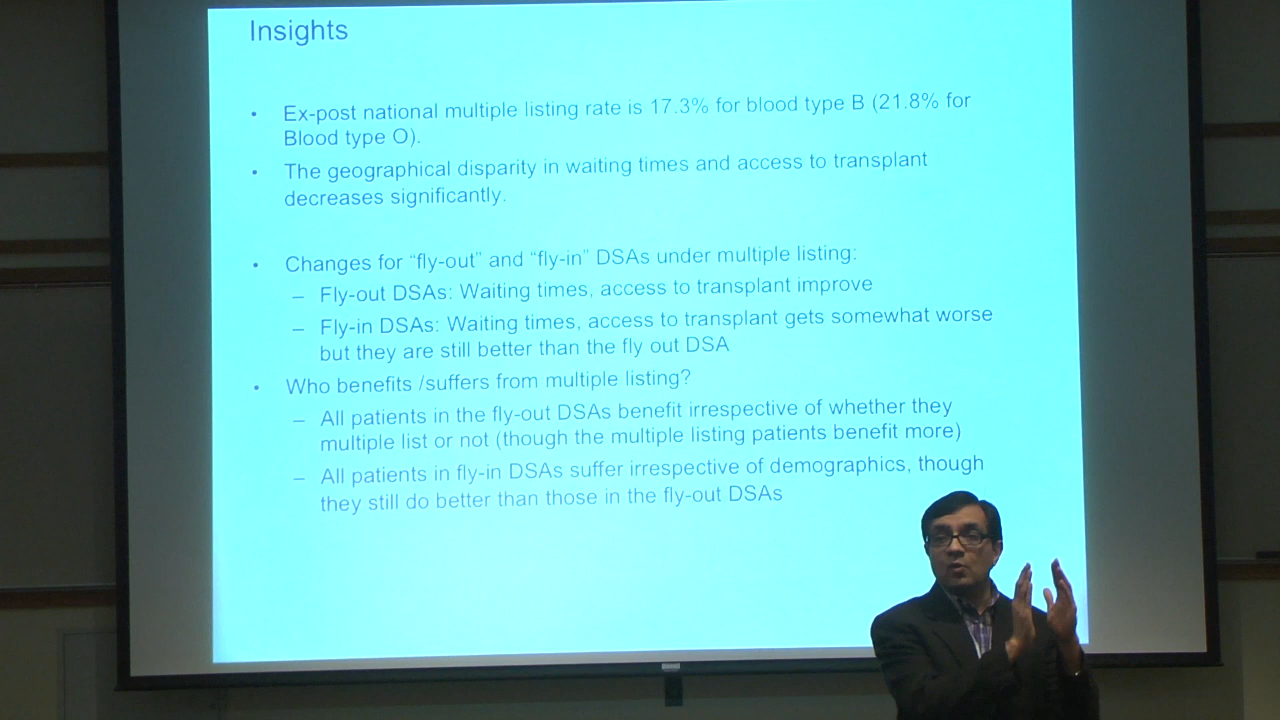 Insights
• Ex-post national multiple listing rate is 17.3% for blood type B (21.8% for
Blood type O).
• The geographical disparity in waiting times and access to transplant
decreases significantly.
• Changes for “fly-out” and “fly-in” DSAs under multiple listing:
– Fly-out DSAs: Waiting times, access to transplant improve
– Fly-in DSAs: Waiting times, access to transplant gets somewhat worse
but they are still better than the fly out DSA
• Who benefits /suffers from multiple listing?
– All patients in the fly-out DSAs benefit irrespective of whether they
multiple list or not (though the multiple listing patients benefit more)
– All patients in fly-in DSAs suffer irrespective of demographics, though
they still do better than those in the fly-out DSAs